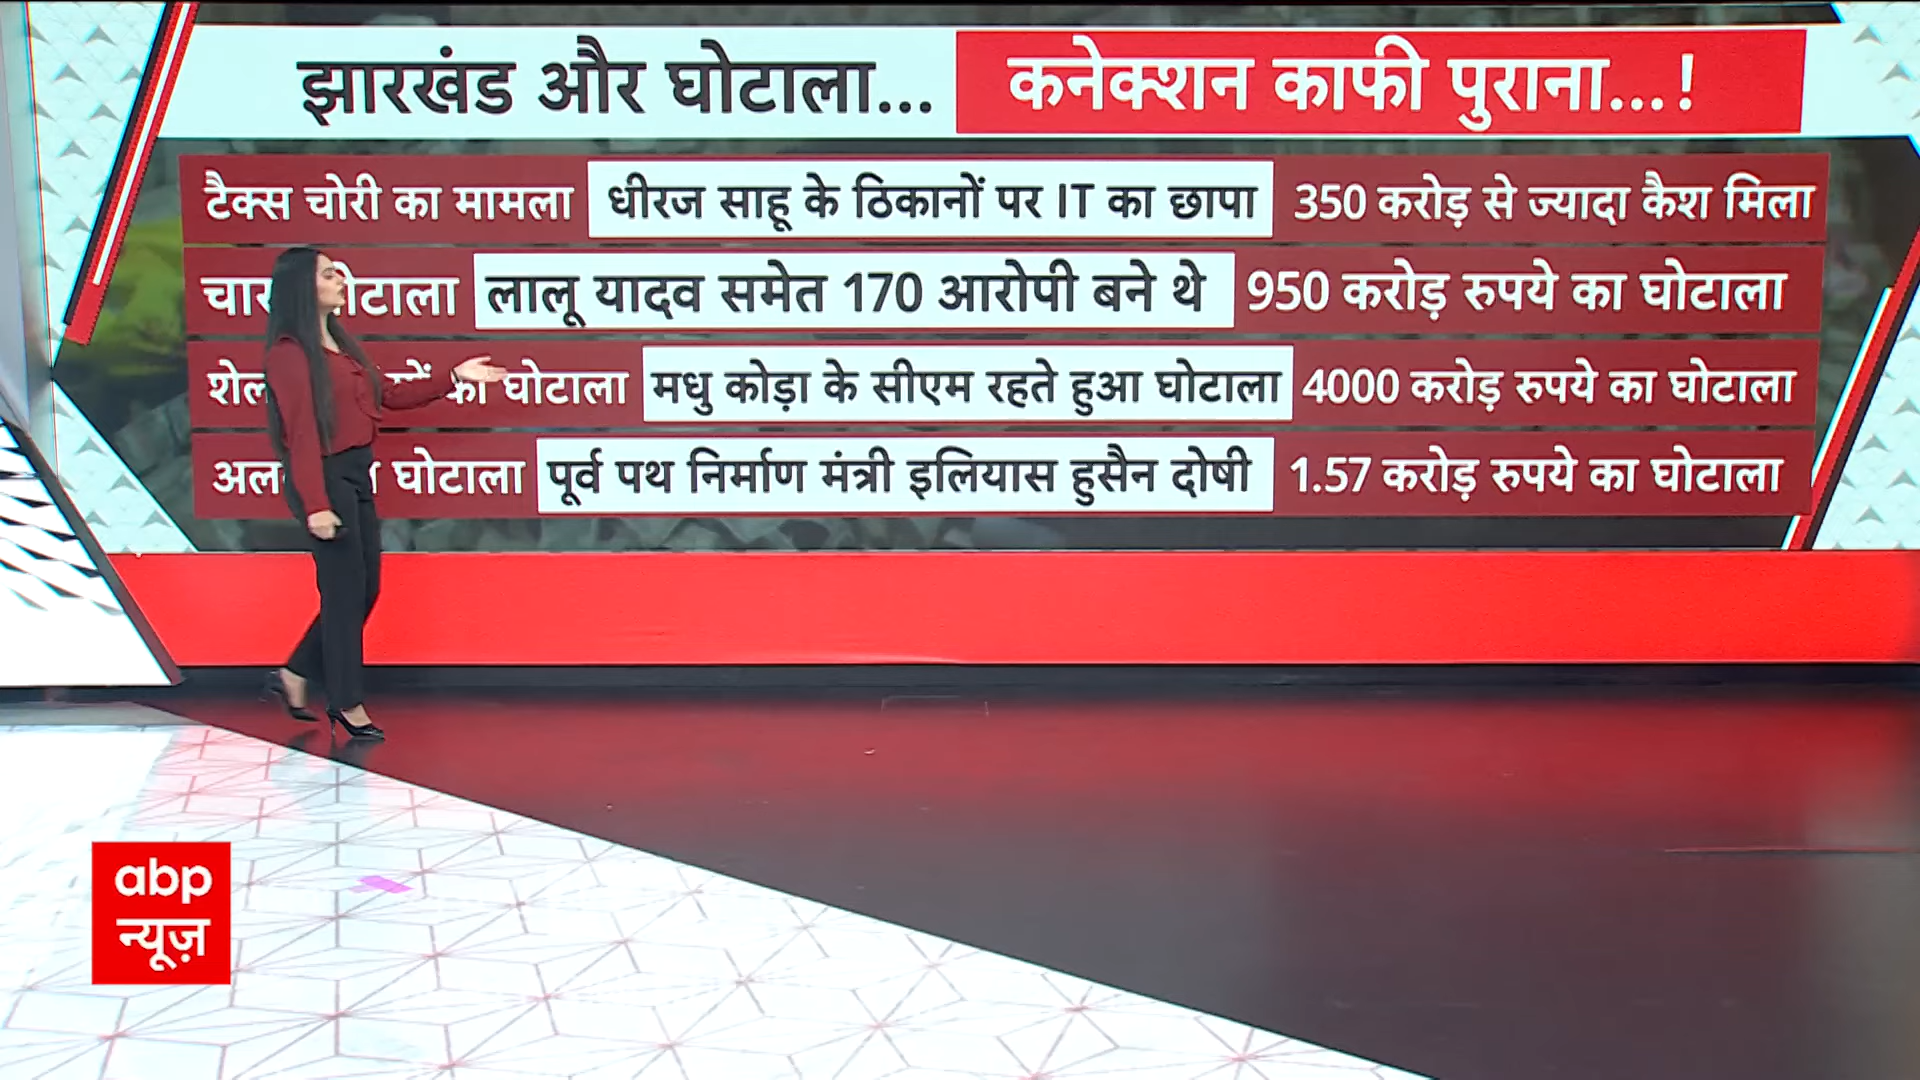 झारखंड और घोटाला... कनेक्शन काफी पुराना...!
टैक्स चोरी का मामला धीरज साहू के ठिकानों पर IT का छापा 350 करोड़ से ज्यादा कैश मिला
लालू यादव समेत 170 आरोपी बने थे 950 करोड़ रुपये का घोटाला
का घोटाला मधु कोड़ा के सीएम रहते हुआ घोटाला 4000 करोड़ रुपये का घोटाला
घोटाला पूर्व पथ निर्माण मंत्री इलियास हुसैन दोषी 1.57 करोड़ रुपये का घोटाला
abp
न्यूज़